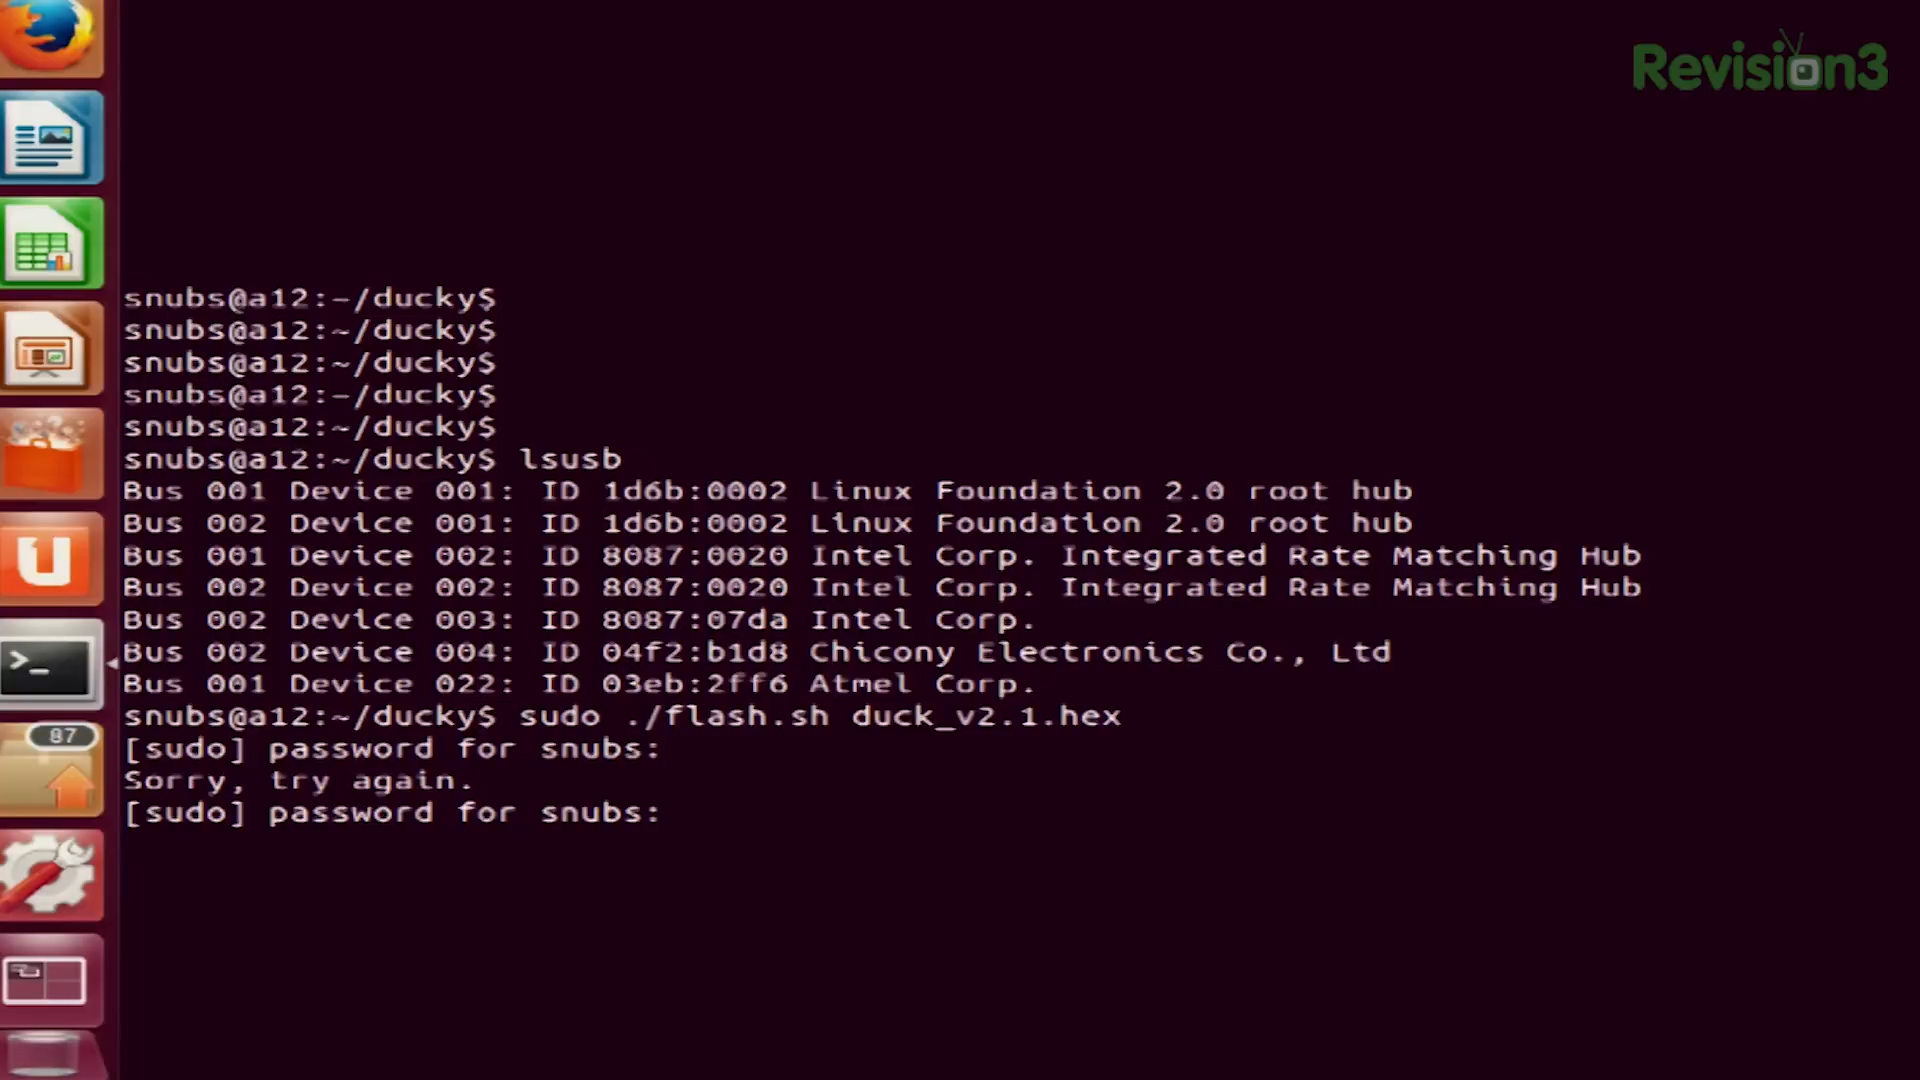 Revision3
snubs@a12:~/ducky$
snubs@a12:~/ducky$
snubs@a12:~/ducky$
snubs@a12:~/ducky$
snubs@a12:~/ducky$
snubs@a12:~/ducky$ lsusb
Bus 001 Device 001: ID 1d6b:0002 Linux Foundation 2.0 root hub
Bus 002 Device 001: ID 1d6b:0002 Linux Foundation 2.0 root hub
Bus 001 Device 002: ID 8087:0020 Intel Corp. Integrated Rate Matching Hub
Bus 002 Device 002: ID 8087:0020 Intel Corp. Integrated Rate Matching Hub
Bus 002 Device 003: ID 8087:07da Intel Corp.
Bus 002 Device 004: ID 04f2:b1d8 Chicony Electronics Co., Ltd
Bus 001 Device 022: ID 03eb:2ff6 Atmel Corp.
snubs@a12:~/ducky$ sudo ./flash.sh duck_v2.1.hex
[sudo] password for snubs:
Sorry, try again.
[sudo] password for snubs:
87